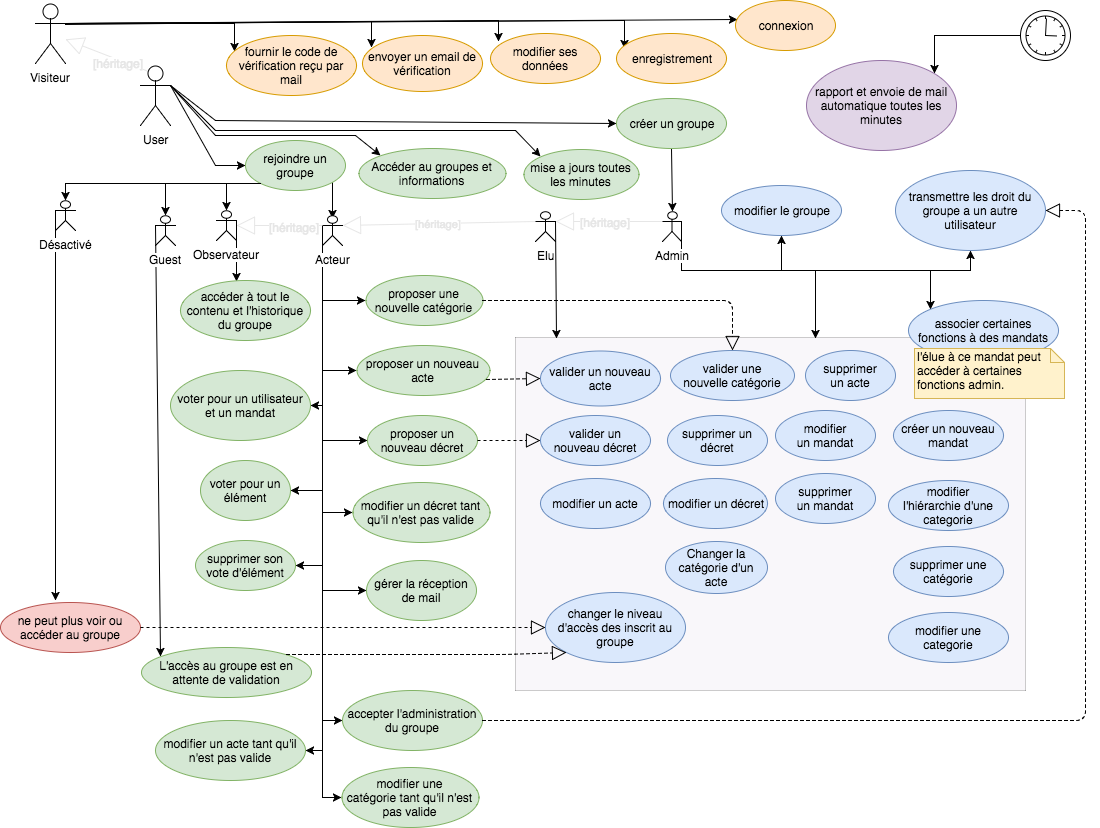 connexion
fournir le code de
vérification reçu par
mail
envoyer un email de
vérification
modifier ses
données
enregistrement
Visiteur
[héritage]
User
rapport et envoie de mail
automatique toutes les
minutes
créer un groupe
rejoindre un
groupe
Accéder au groupes et
informations
mise a jours toutes
les minutes
modifier le groupe
transmettre les droit du
groupe a un autre
utilisateur
Désactivé
Guest
Observateur
[héritage]
Acteur
[héritage]
Elu
[héritage]
Admin
accéder à tout le
contenu et l'historique
du groupe
proposer une
nouvelle catégorie
associer certaines
fonctions à des mandats
l'élue à ce mandat peut
accéder à certaines
fonctions admin.
proposer un nouveau
acte
valider un nouveau
acte
valider une
nouvelle catégorie
supprimer
un acte
voter pour un utilisateur
et un mandat
proposer un
nouveau décret
valider un
nouveau décret
supprimer un
décret
modifier
un mandat
créer un nouveau
mandat
voter pour un
élément
modifier un décret tant
qu'il n'est pas valide
modifier un acte
modifier un décret
supprimer
un mandat
modifier
l'hiérarchie d'une
categorie
supprimer son
vote d'élément
gérer la réception
de mail
Changer la
catégorie d'un
acte
supprimer une
catégorie
ne peut plus voir ou
accéder au groupe
changer le niveau
d'accès des inscrit au
groupe
modifier une
categorie
L'accès au groupe est en
attente de validation
accepter l'administration
du groupe
modifier un acte tant qu'il
n'est pas valide
modifier une
catégorie tant qu'il n'est
pas valide